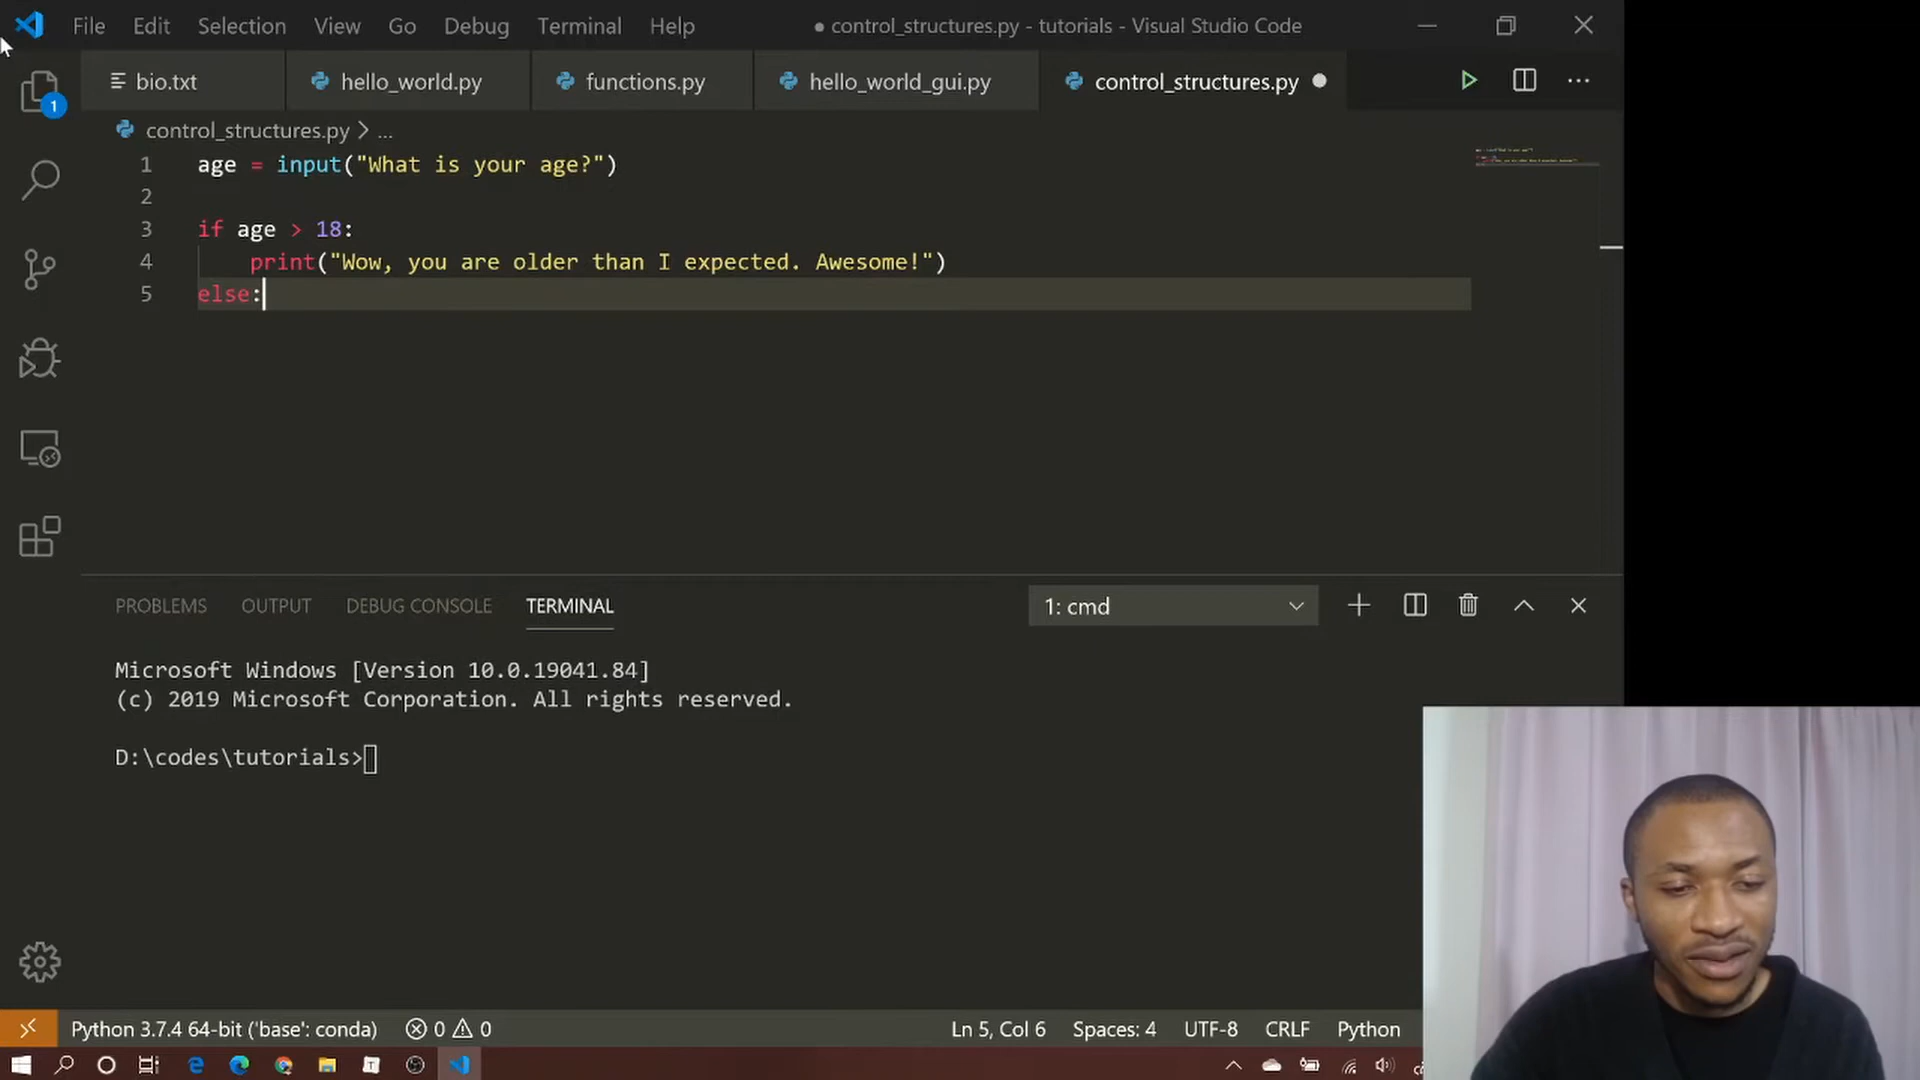 File Edit Selection View Go Debug Terminal Help ● control_structures.py - tutorials - Visual Studio Code
bio.txt hello_world.py functions.py hello_world_gui.py control_structures.py
1
control_structures.py > ...
1 age = input("What is your age?")
2
3 if age > 18:
4 print("Wow, you are older than I expected. Awesome!")
5 else:
PROBLEMS OUTPUT DEBUG CONSOLE TERMINAL 1: cmd
Microsoft Windows [Version 10.0.19041.84]
(c) 2019 Microsoft Corporation. All rights reserved.
D:\codes\tutorials>
Python 3.7.4 64-bit ('base': conda) 0 0 Ln 5, Col 6 Spaces: 4 UTF-8 CRLF Python